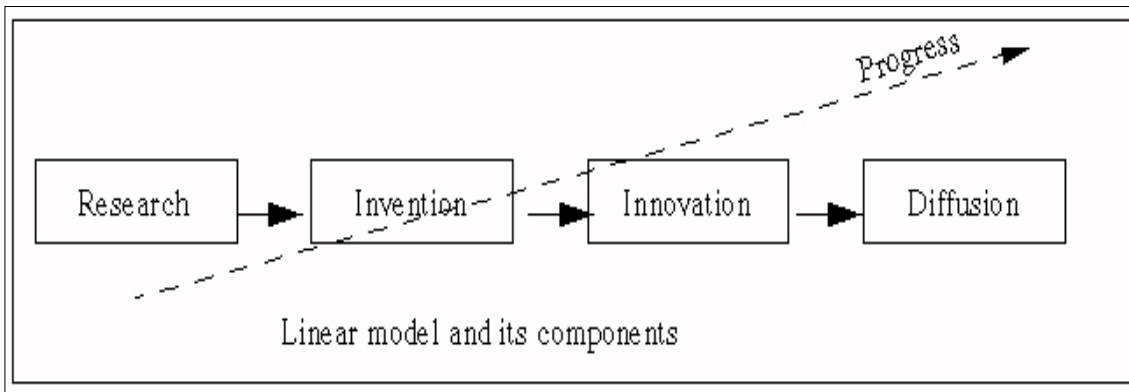 Progress
Research Invention Innovation Diffusion
Linear model and its components